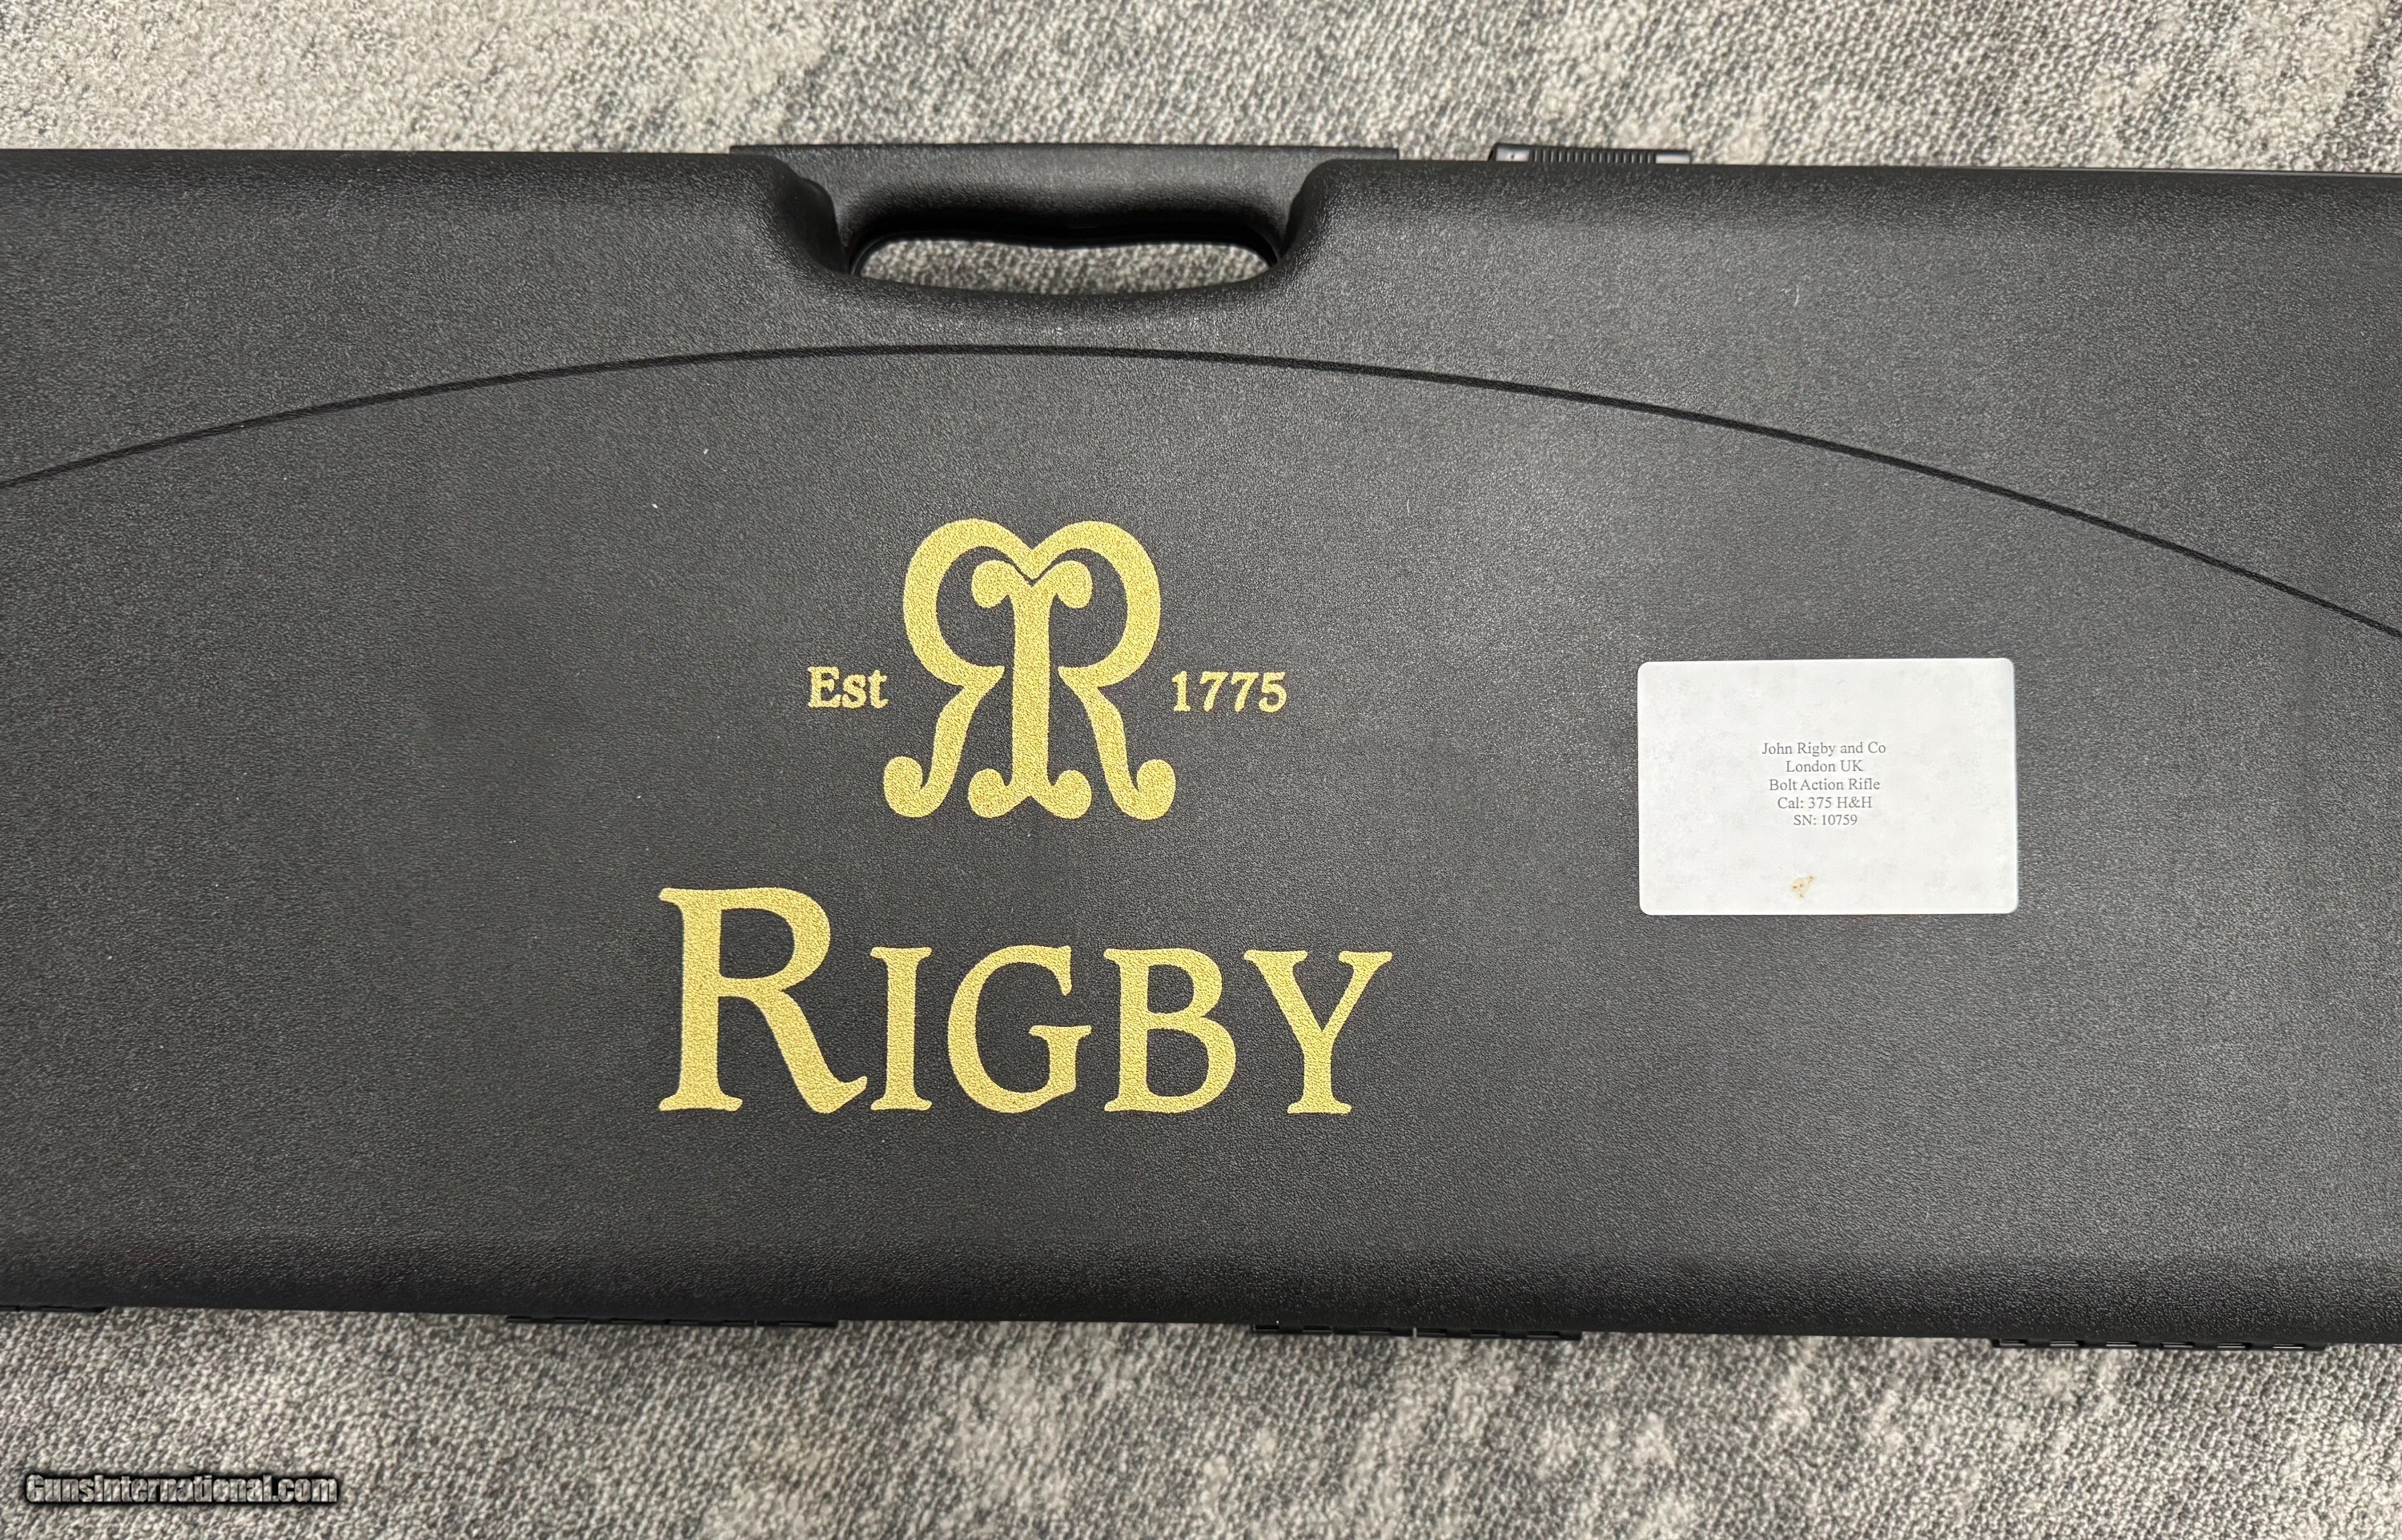 Est 1775
RIGBY
John Rigby and Co
London UK
Bolt Action Rifle
Cal: 375 H&H
SN: 10759
GunsInternational.com